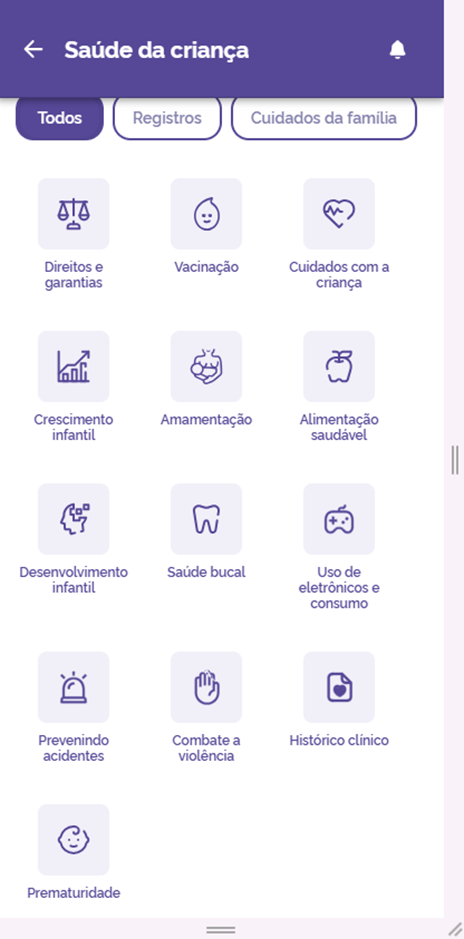 Saúde da criança
Todos
Registros
Cuidados da família
Direitos e
garantias
Vacinação
Cuidados com a
criança
Crescimento
infantil
Amamentação
Alimentação
saudável
Desenvolvimento
infantil
Saúde bucal
Uso de
eletrônicos e
consumo
Prevenindo
acidentes
Combate a
violência
Histórico clínico
Prematuridade